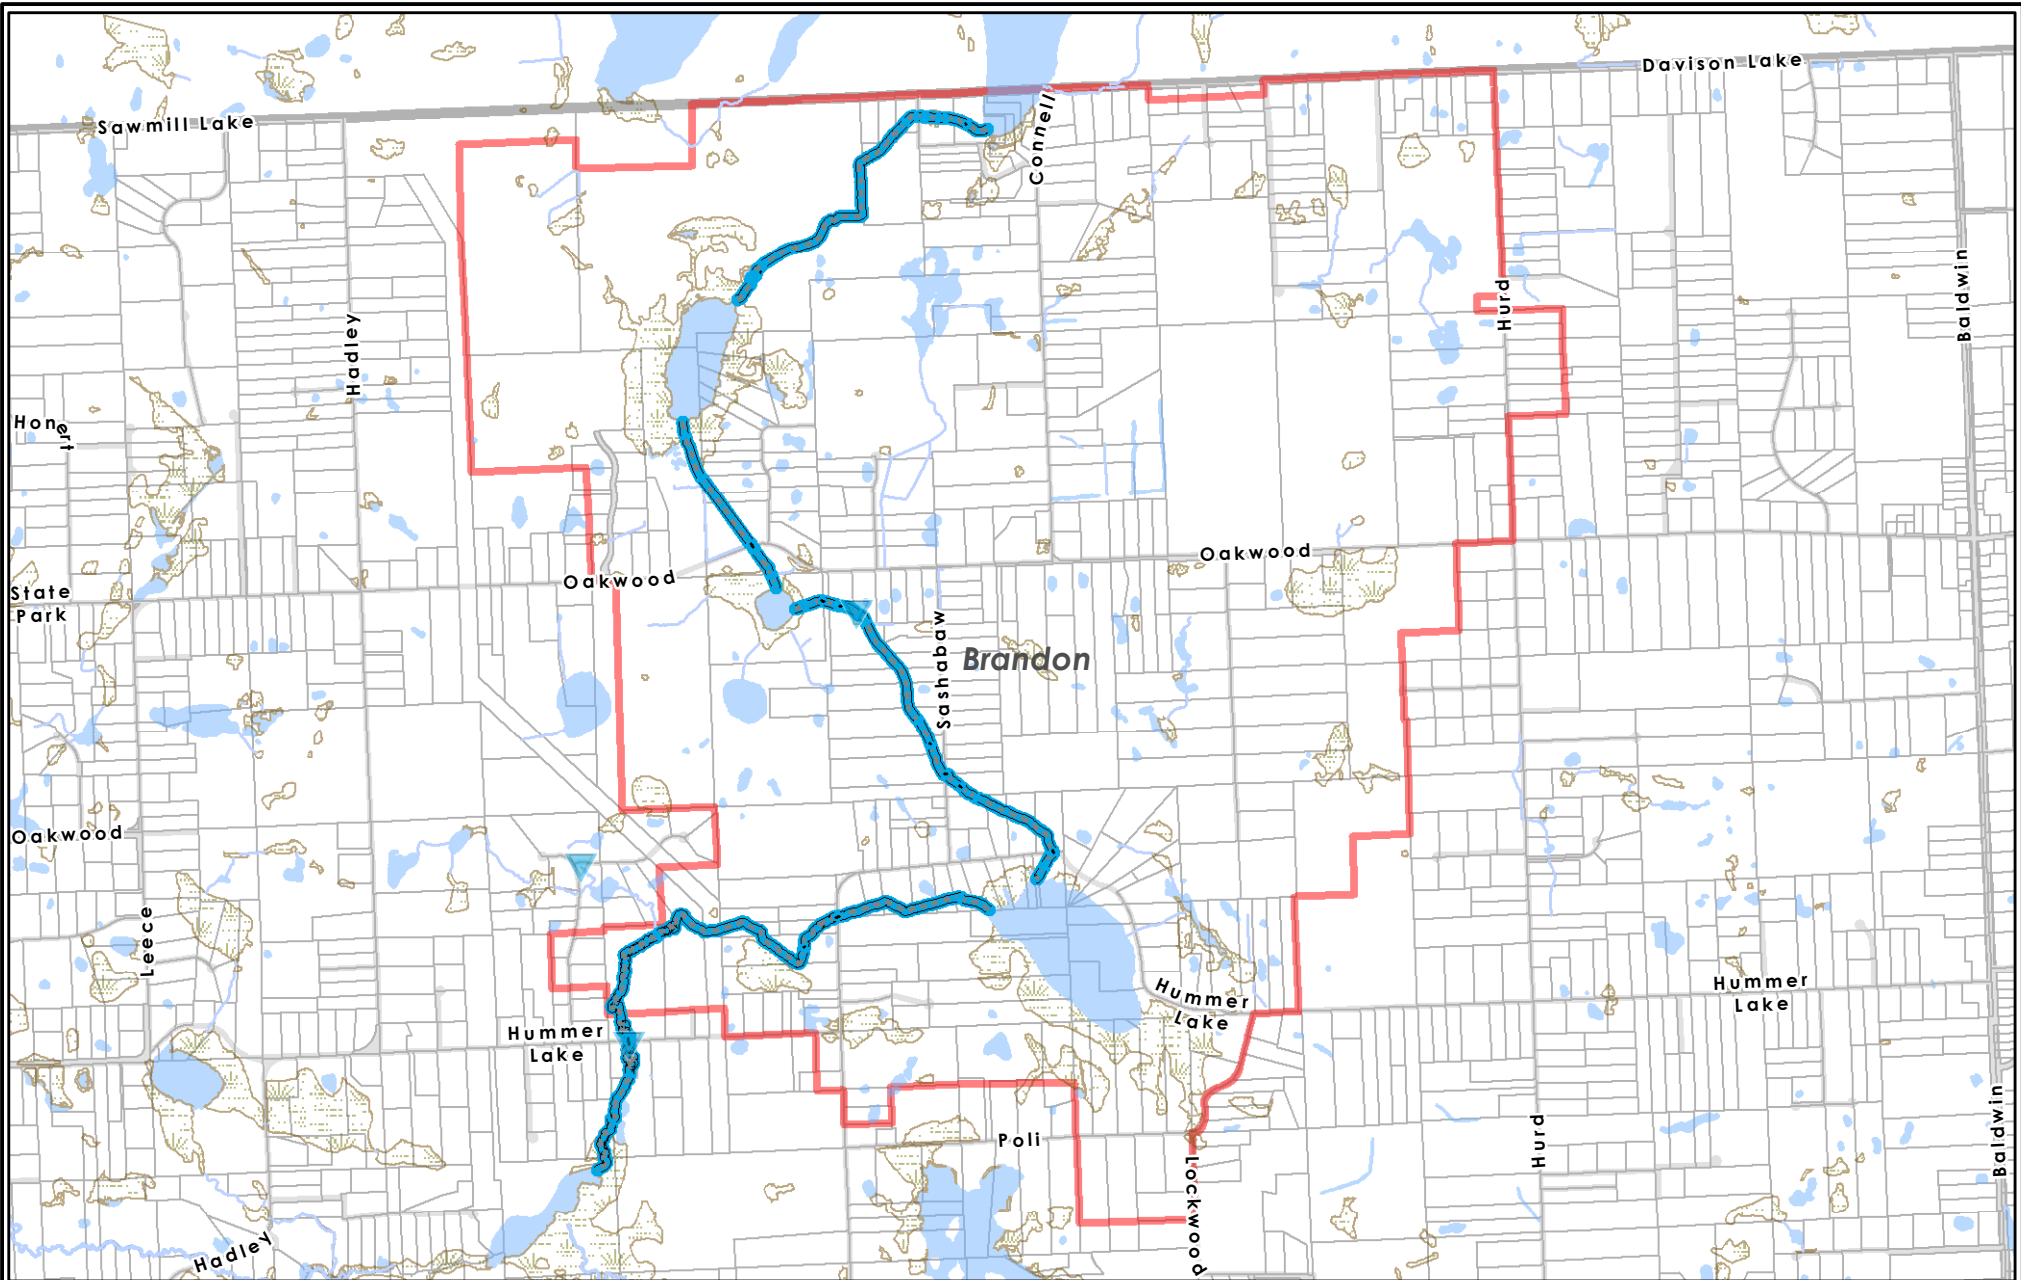 Davison Lake
Sawmill Lake
Connell
Hadley
Hurd
Baldwin
Honert
Oakwood
Oakwood
State
Park
Sashabaw
Brandon
Oakwood
Leece
Hummer
Lake
Hummer
Lake
Hummer
Lake
Poli
Hurd
Baldwin
Lockwood
Hadley